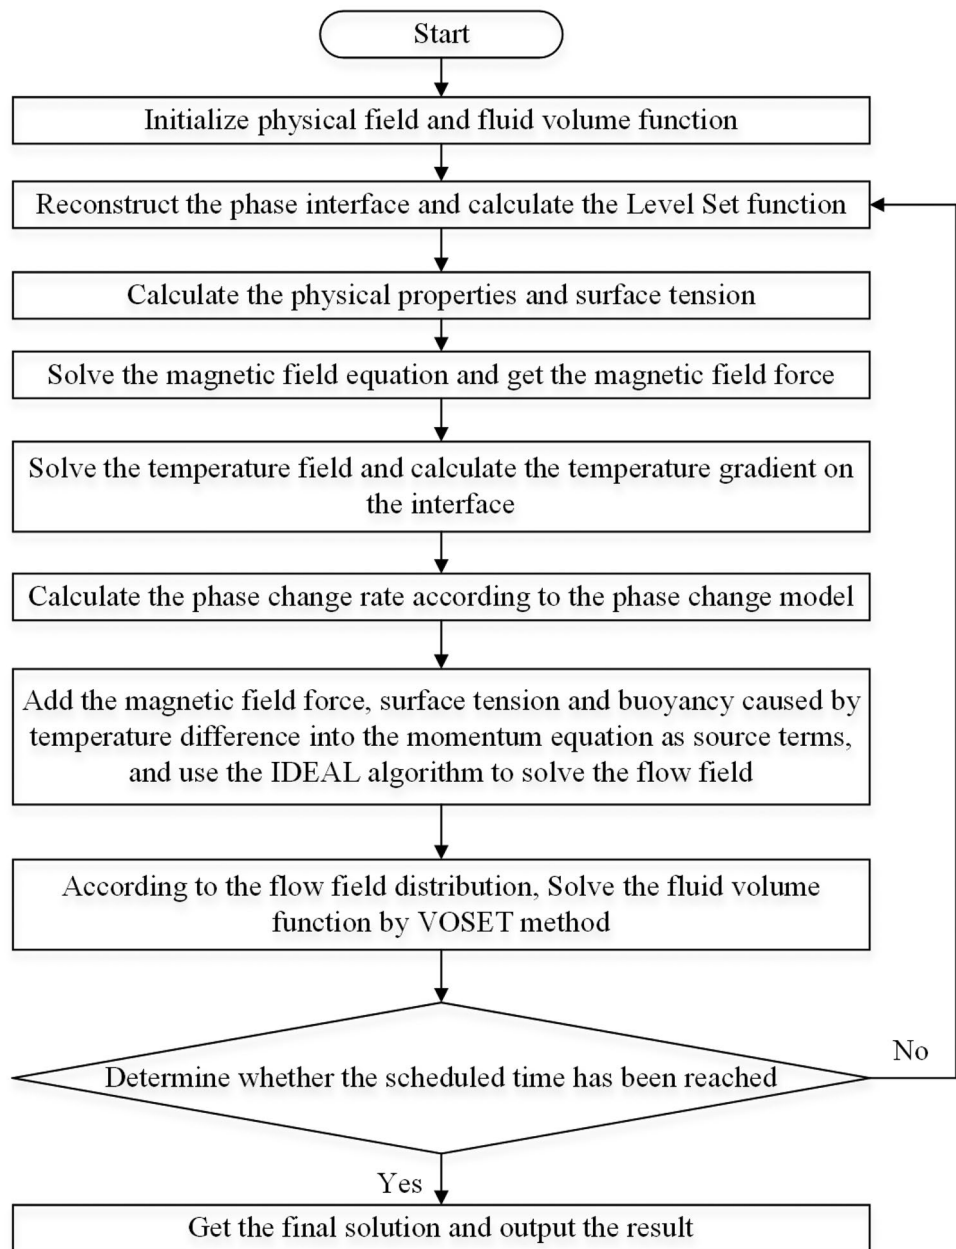 Start
Initialize physical field and fluid volume function
Reconstruct the phase interface and calculate the Level Set function
Calculate the physical properties and surface tension
Solve the magnetic field equation and get the magnetic field force
Solve the temperature field and calculate the temperature gradient on
the interface
Calculate the phase change rate according to the phase change model
Add the magnetic field force, surface tension and buoyancy caused by
temperature difference into the momentum equation as source terms,
and use the IDEAL algorithm to solve the flow field
According to the flow field distribution, Solve the fluid volume
function by VOSET method
Determine whether the scheduled time has been reached
No
Yes
Get the final solution and output the result